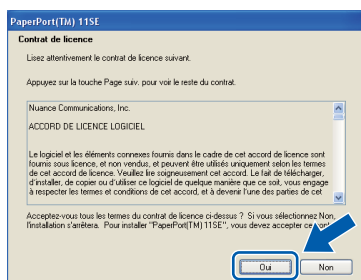 PaperPort(TM) 11SE
Contrat de licence
Lisez attentivement le contrat de licence suivant.
Appuyez sur la touche Page suiv. pour voir le reste du contrat.
Nuance Communications, Inc.
ACCORD DE LICENCE LOGICIEL
Le logiciel et les éléments connexes fournis dans le cadre de cet accord de licence sont
fournis sous licence, et non vendus, et peuvent être utilisés uniquement selon les termes
de cet accord de licence. Veuillez lire soigneusement cet accord. Le fait de télécharger,
d'installer, de copier ou d'utiliser ce logiciel de quelque manière que ce soit, vous engage
à respecter les termes et conditions de cet accord, et à devenir l'une des parties de cet
Acceptez-vous tous les termes du contrat de licence ci-dessus ? Si vous sélectionnez Non,
l'installation s'arrêtera. Pour installer "PaperPort(TM) 11SE", vous devez accepter ce
Oui
Non